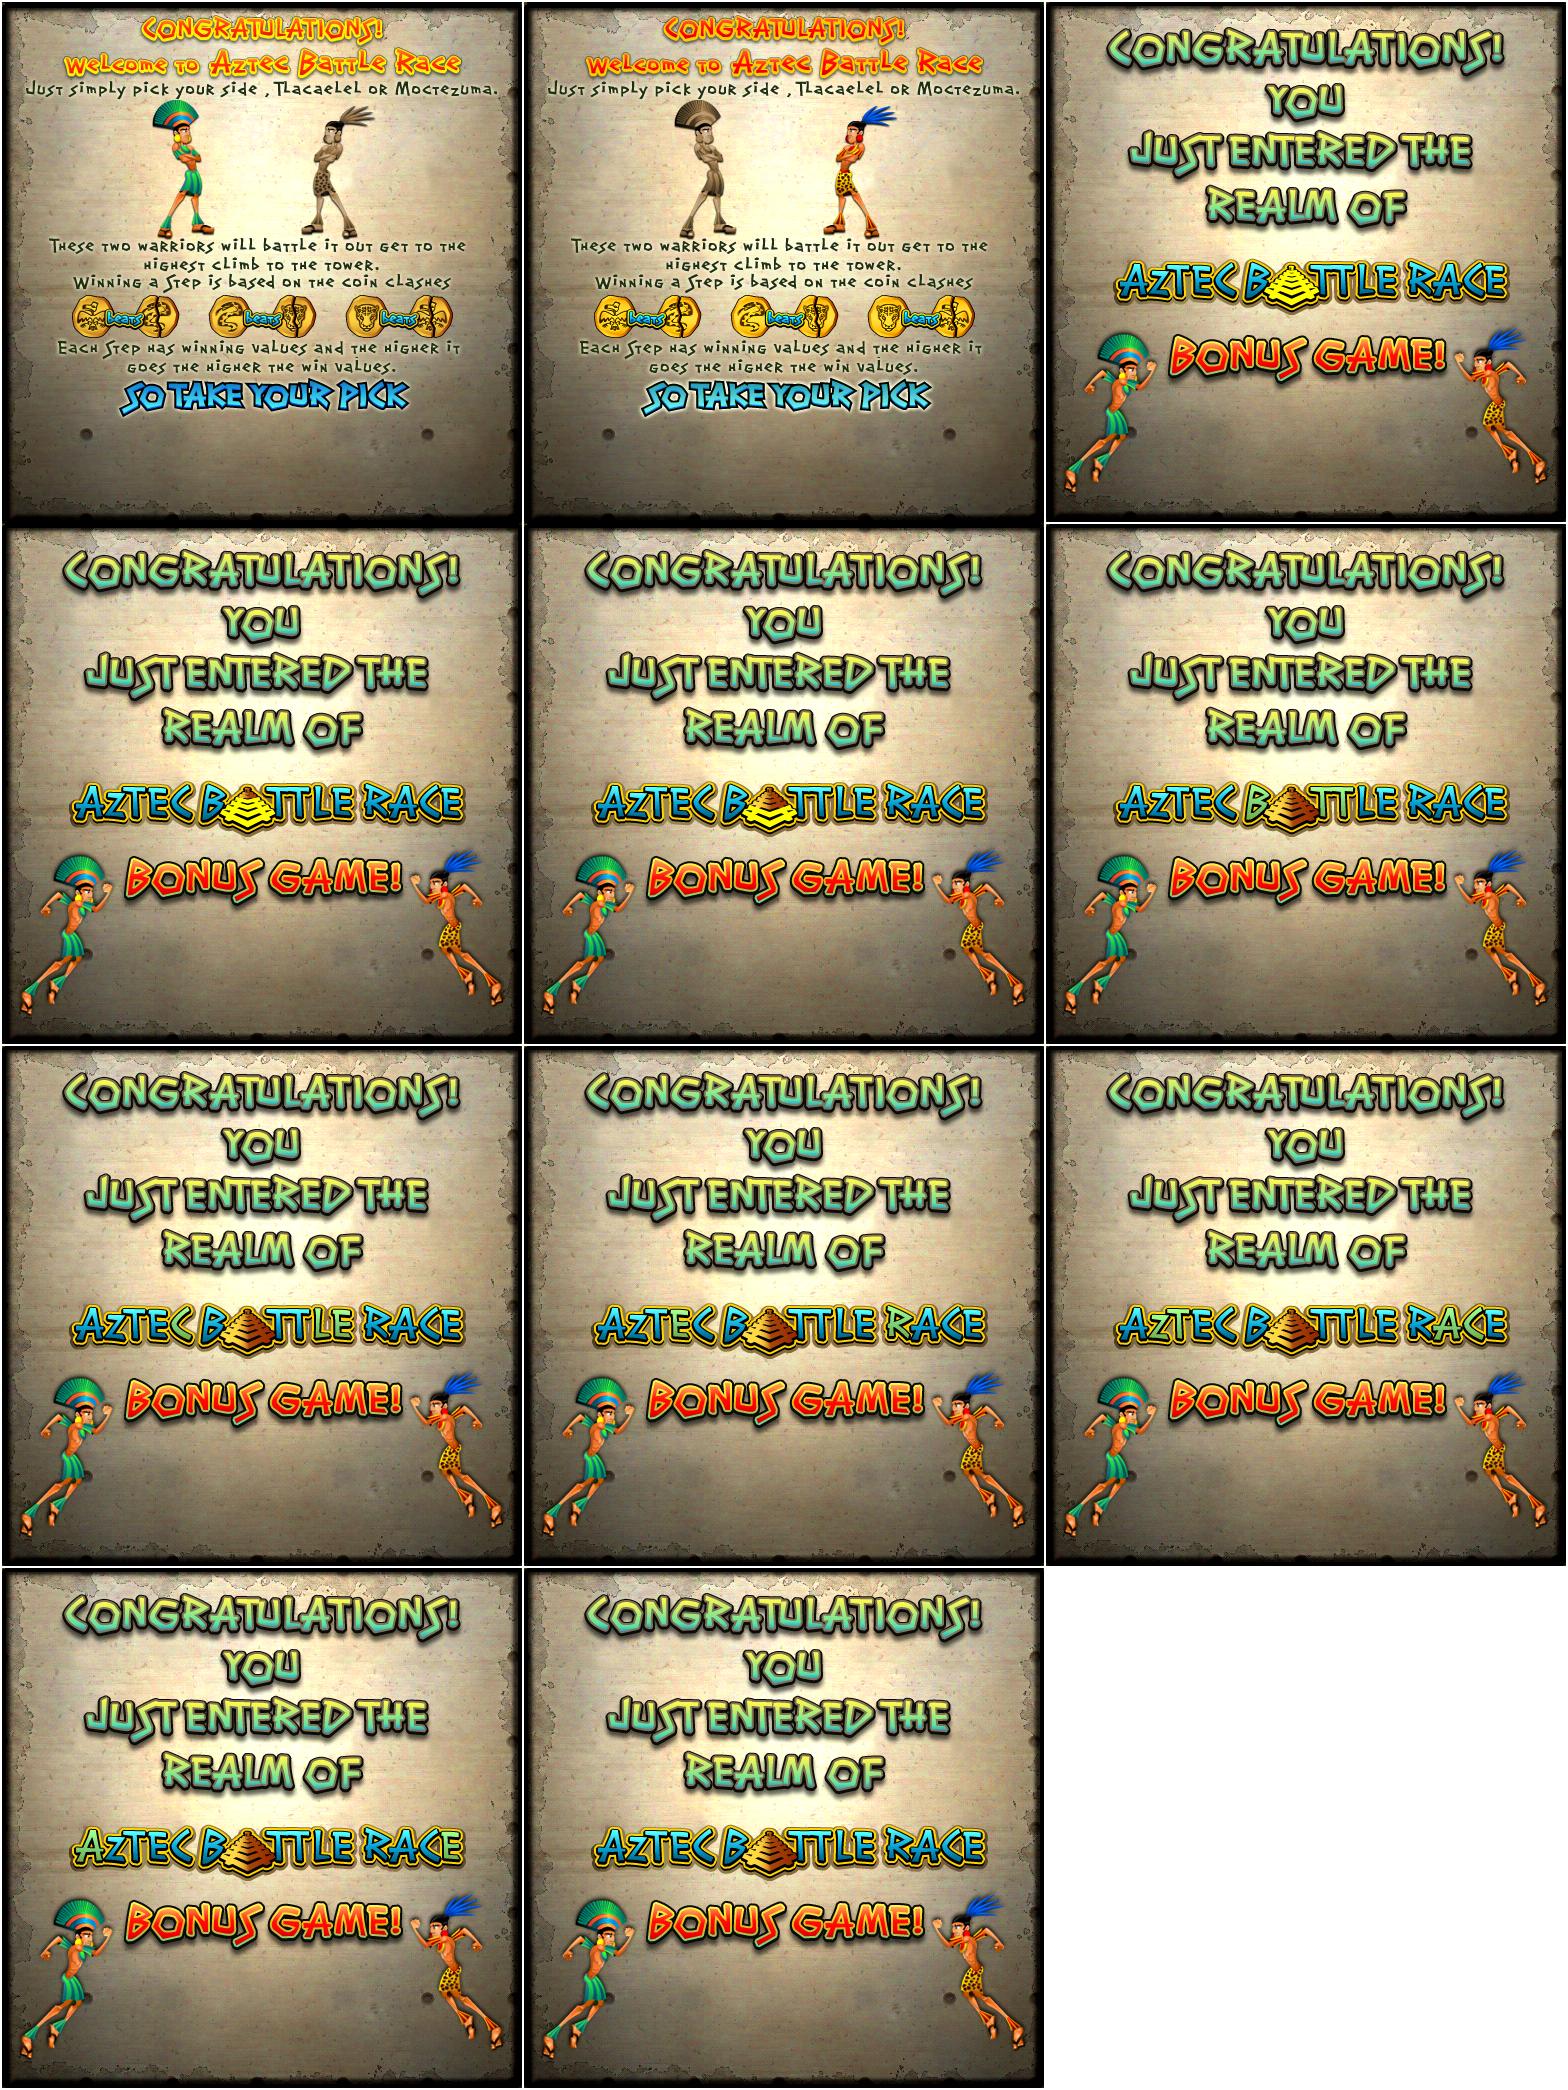 Congratulations!
Welcome to Aztec Battle Race
Just simply pick your side , Tlacaelel or Moctezuma.
These two warriors will battle it out get to the
highest climb to the tower.
Winning a Step is based on the coin clashes
beats beats beats
Each Step has winning values and the higher it
goes the higher the win values.
SO TAKE YOUR PICK
Congratulations!
Welcome to Aztec Battle Race
Just simply pick your side , Tlacaelel or Moctezuma.
These two warriors will battle it out get to the
highest climb to the tower.
Winning a Step is based on the coin clashes
beats beats beats
Each Step has winning values and the higher it
goes the higher the win values.
SO TAKE YOUR PICK
CONGRATULATIONS!
YOU
JUST ENTERED THE
REALM OF
AZTEC BATTLE RACE
BONUS GAME!
CONGRATULATIONS!
YOU
JUST ENTERED THE
REALM OF
AZTEC BATTLE RACE
BONUS GAME!
CONGRATULATIONS!
YOU
JUST ENTERED THE
REALM OF
AZTEC BATTLE RACE
BONUS GAME!
CONGRATULATIONS!
YOU
JUST ENTERED THE
REALM OF
AZTEC BATTLE RACE
BONUS GAME!
CONGRATULATIONS!
YOU
JUST ENTERED THE
REALM OF
AZTEC BATTLE RACE
BONUS GAME!
CONGRATULATIONS!
YOU
JUST ENTERED THE
REALM OF
AZTEC BATTLE RACE
BONUS GAME!
CONGRATULATIONS!
YOU
JUST ENTERED THE
REALM OF
AZTEC BATTLE RACE
BONUS GAME!
CONGRATULATIONS!
YOU
JUST ENTERED THE
REALM OF
AZTEC BATTLE RACE
BONUS GAME!
CONGRATULATIONS!
YOU
JUST ENTERED THE
REALM OF
AZTEC BATTLE RACE
BONUS GAME!